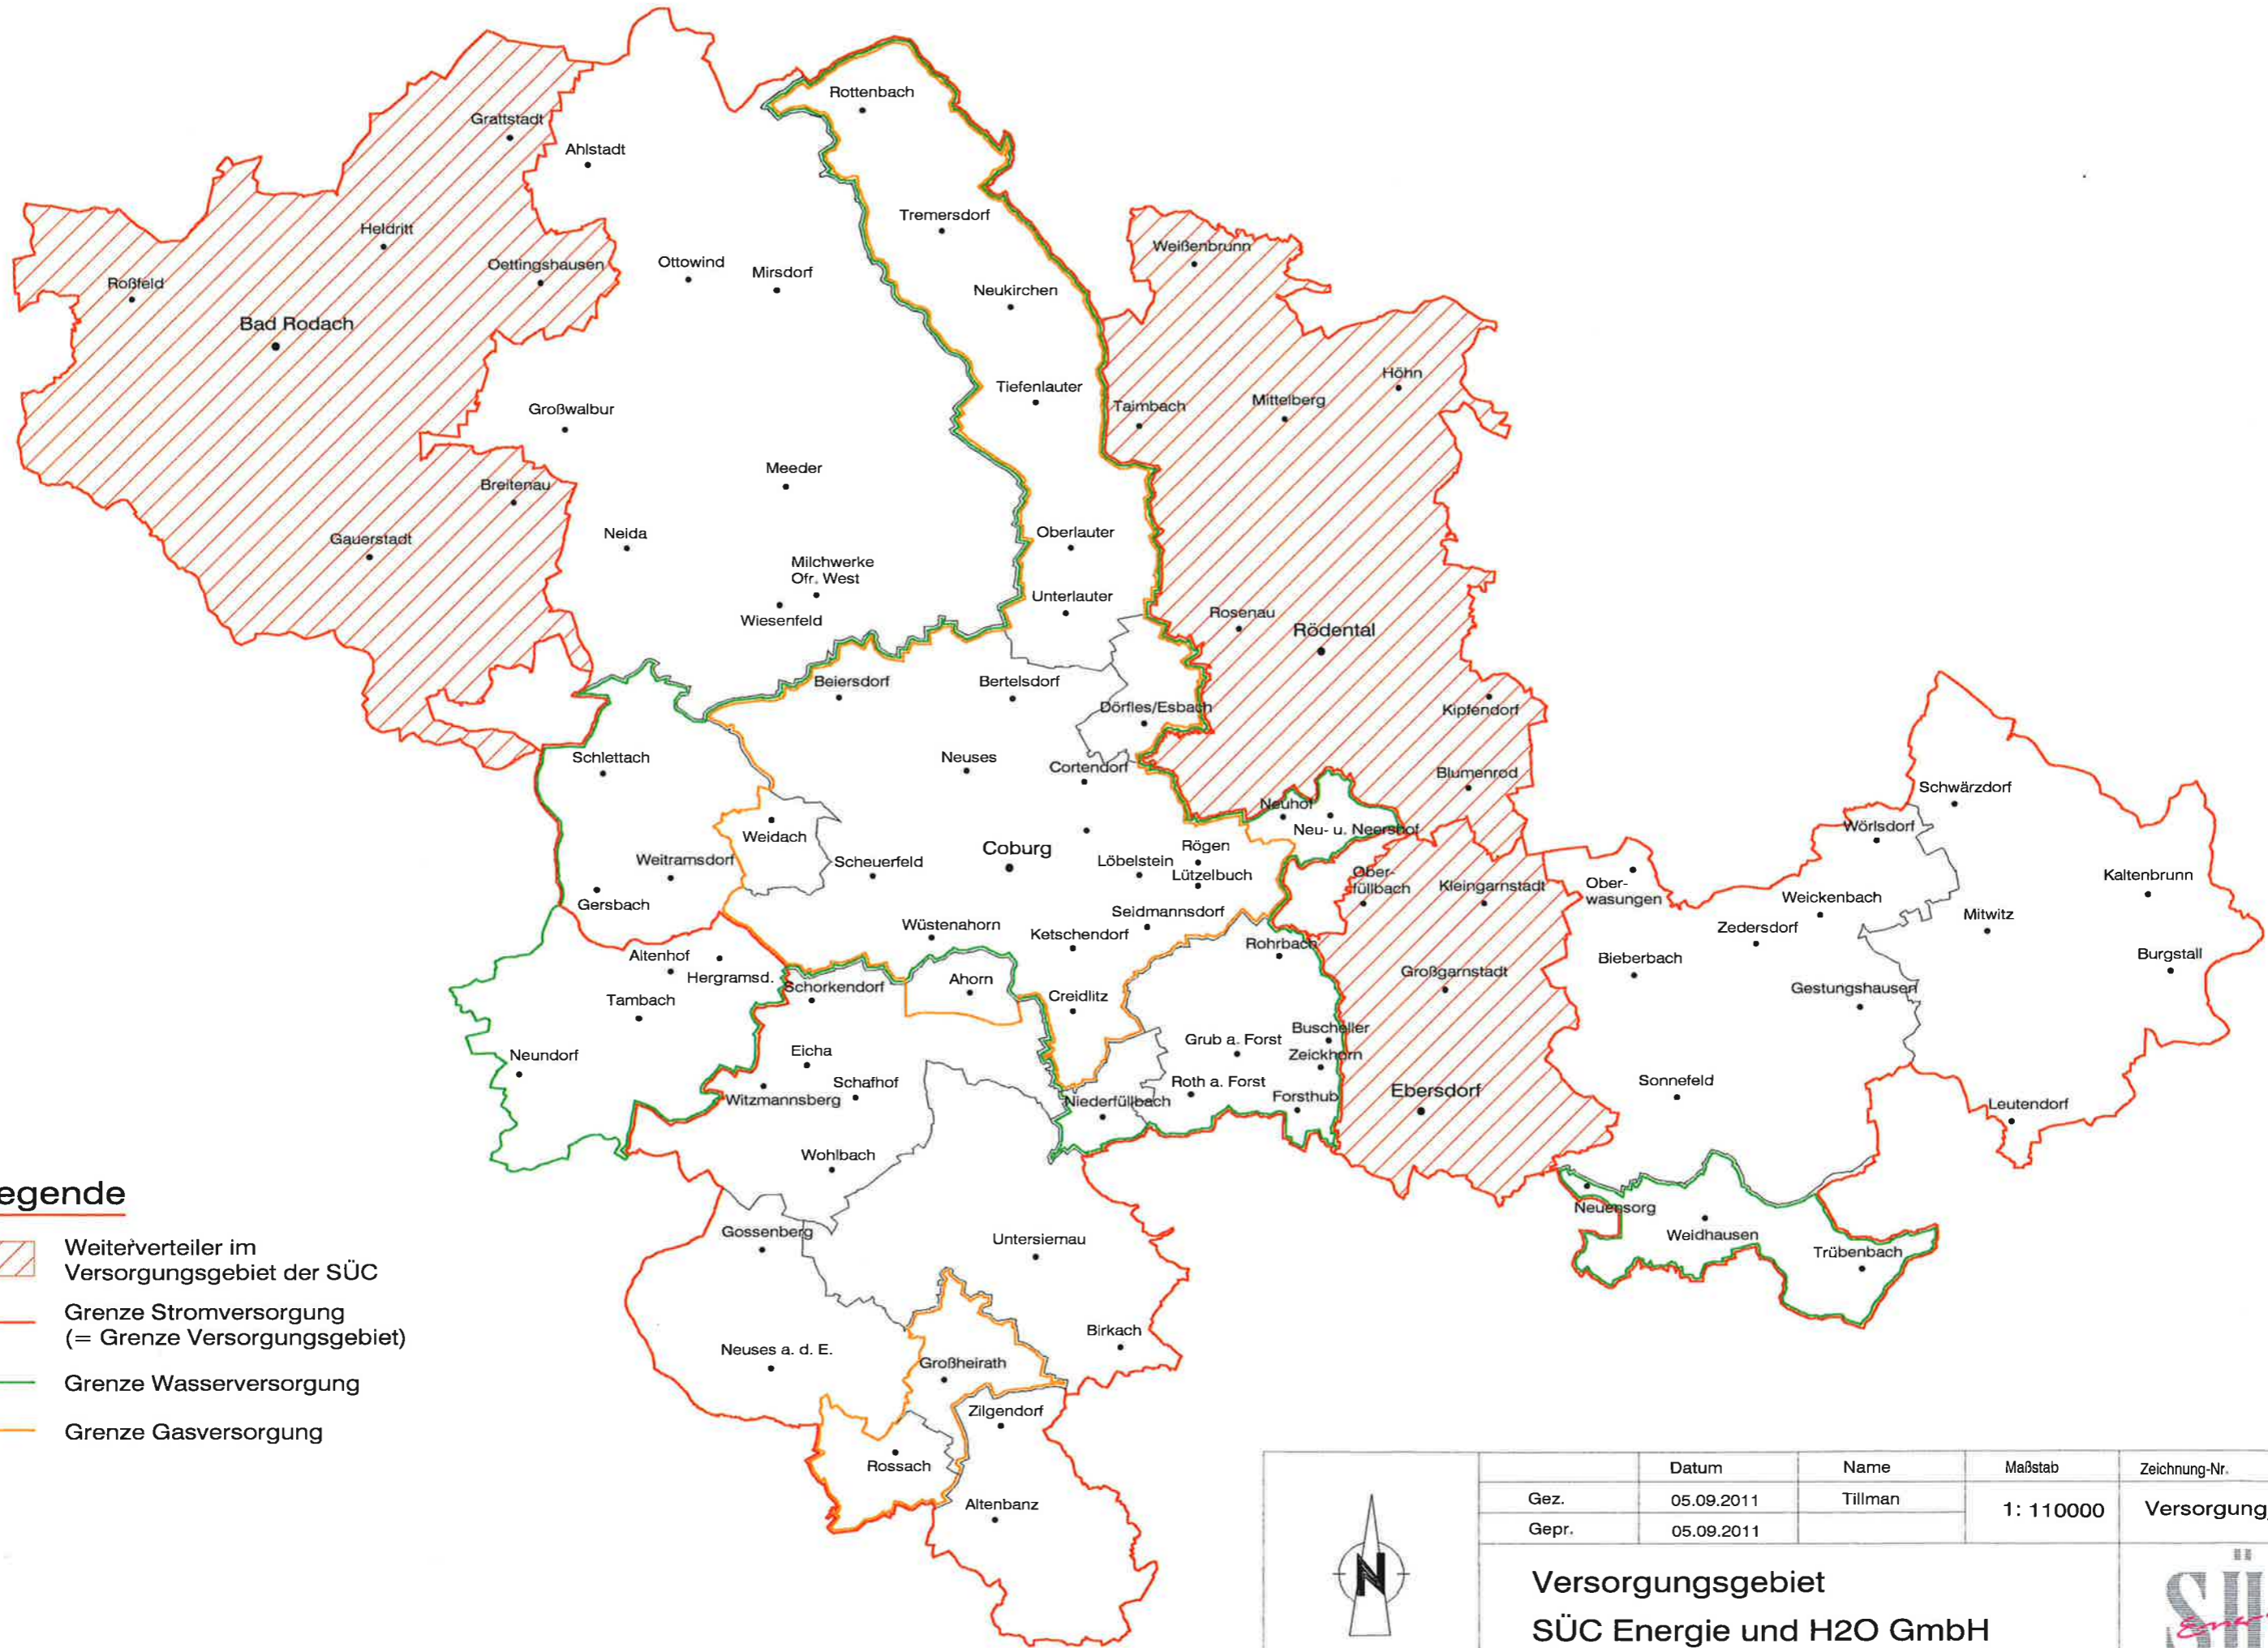 Rottenbach
Grattstadt
Ahlstadt
Tremersdorf
Heldritt
Weißenbrunn
Oettingshausen
Ottowind
Mirsdorf
Roßfeld
Neukirchen
Bad Rodach
Höhn
Tiefenlauter
Mittelberg
Taimbach
Großwalbur
Meeder
Breitenau
Gauerstadt
Neida
Oberlauter
Milchwerke
Ofr. West
Unterlauter
Wiesenfeld
Rosenau
Rödental
Beiersdorf
Bertelsdorf
Dörfles/Esbach
Kipfendorf
Schlettach
Neuses
Cortendorf
Blumenrod
Schwärzdorf
Neuhof
Neu- u. Neershof
Wörlsdorf
Weidach
Coburg
Rögen
Weitramsdorf
Scheuerfeld
Löbelstein
Lützelbuch
Ober-
füllbach
Kleingarnstadt
Ober-
wasungen
Kaltenbrunn
Gersbach
Weickenbach
Seidmannsdorf
Mitwitz
Wüstenahorn
Ketschendorf
Zedersdorf
Rohrbach
Altenhof
Hergramsd.
Bieberbach
Burgstall
Großgarnstadt
Schorkendorf
Ahorn
Gestungshausen
Tambach
Creidlitz
Buscheller
Grub a. Forst
Neundorf
Eicha
Zeickhorn
Schafhof
Roth a. Forst
Sonnefeld
Ebersdorf
Witzmannsberg
Niederfüllbach
Forsthub
Leutendorf
Wohlbach
Neuensorg
Gossenberg
Untersiemau
Weidhausen
Trübenbach
Birkach
Neuses a. d. E.
Großheirath
Zilgendorf
Rossach
Altenbanz
egende
Weiterverteiler im
Versorgungsgebiet der SÜC
Grenze Stromversorgung
(= Grenze Versorgungsgebiet)
Grenze Wasserversorgung
Grenze Gasversorgung
N
Datum Name Maßstab Zeichnung-Nr.
Gez. 05.09.2011 Tillman 1: 110000 Versorgung
Gepr. 05.09.2011
Versorgungsgebiet
SÜC Energie und H2O GmbH
SÜ